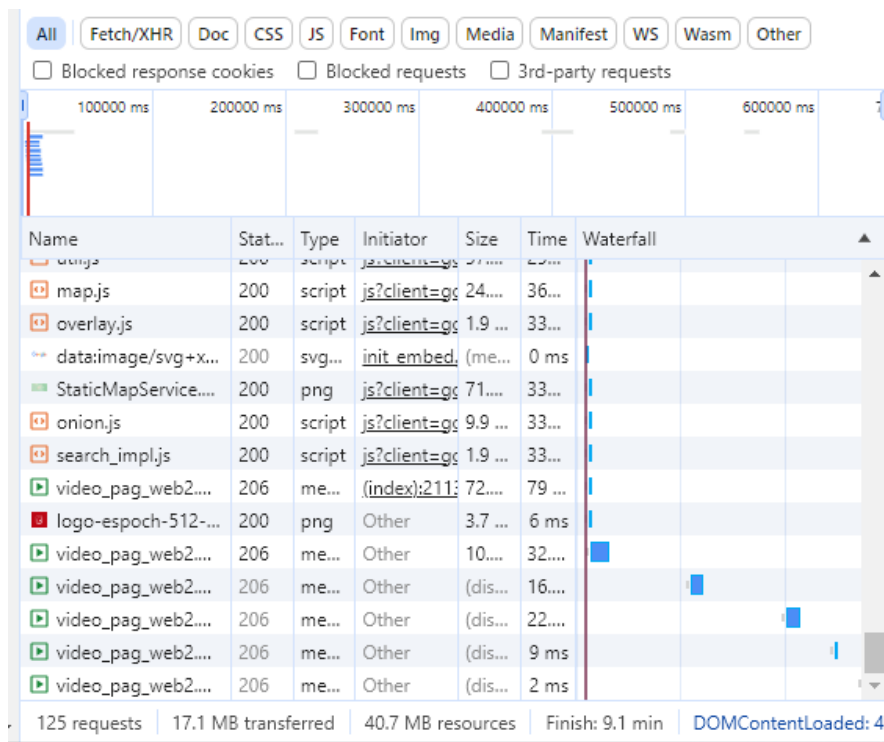 All Fetch/XHR Doc CSS JS Font Img Media Manifest WS Wasm Other
Blocked response cookies Blocked requests 3rd-party requests
100000 ms 200000 ms 300000 ms 400000 ms 500000 ms 600000 ms
Name Stat... Type Initiator Size Time Waterfall
map.js 200 script js?client=gc 24.... 36...
overlay.js 200 script js?client=gc 1.9 ... 33...
data:image/svg+x... 200 svg... init_embed. (me... 0 ms
StaticMapService.... 200 png js?client=gc 71.... 33...
onion.js 200 script js?client=gc 9.9 ... 33...
search_impl.js 200 script js?client=gc 1.9 ... 33...
video_pag_web2.... 206 me... (index):2113 72.... 79 ...
logo-espoch-512-... 200 png Other 3.7 ... 6 ms
video_pag_web2.... 206 me... Other 10.... 32....
video_pag_web2.... 206 me... Other (dis... 16....
video_pag_web2.... 206 me... Other (dis... 22....
video_pag_web2.... 206 me... Other (dis... 9 ms
video_pag_web2.... 206 me... Other (dis... 2 ms
125 requests 17.1 MB transferred 40.7 MB resources Finish: 9.1 min DOMContentLoaded: 4